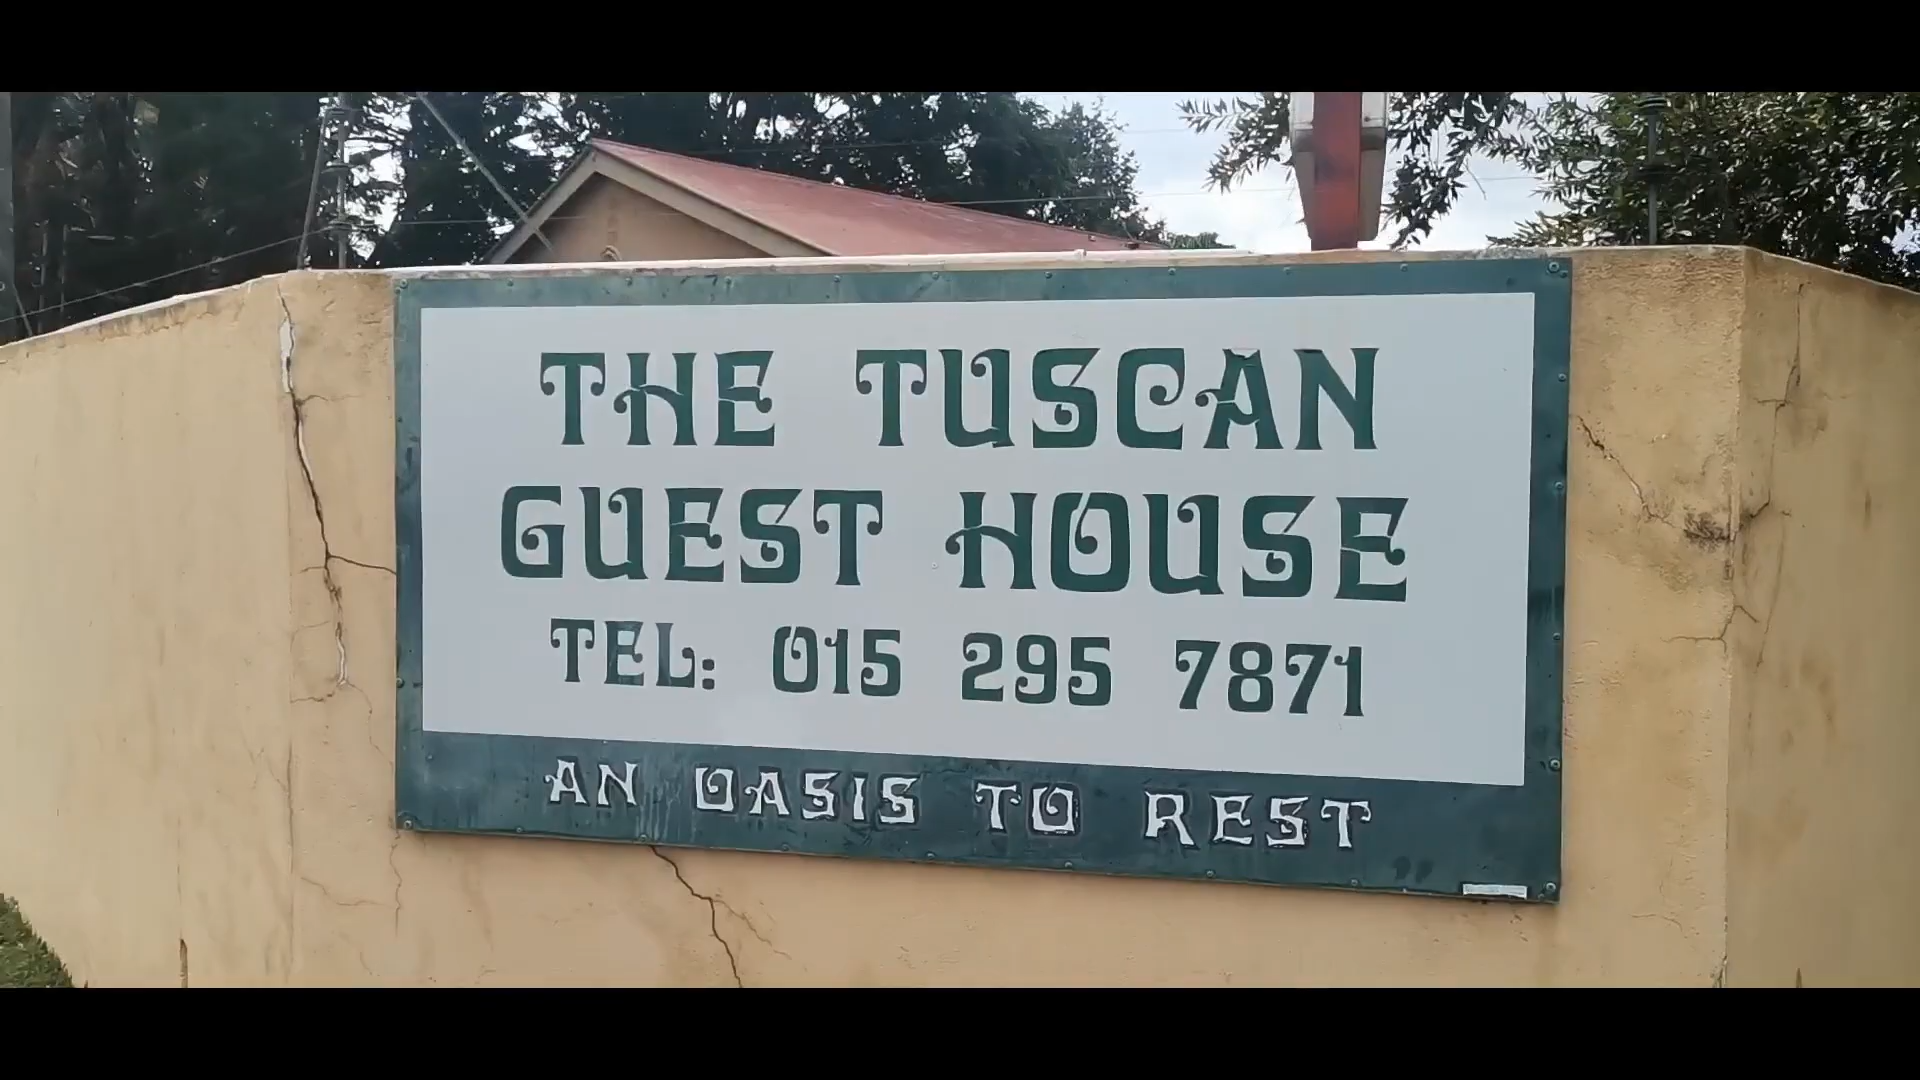 THE TUSCAN
GUEST HOUSE
TEL: 015 295 7871
AN OASIS TO REST